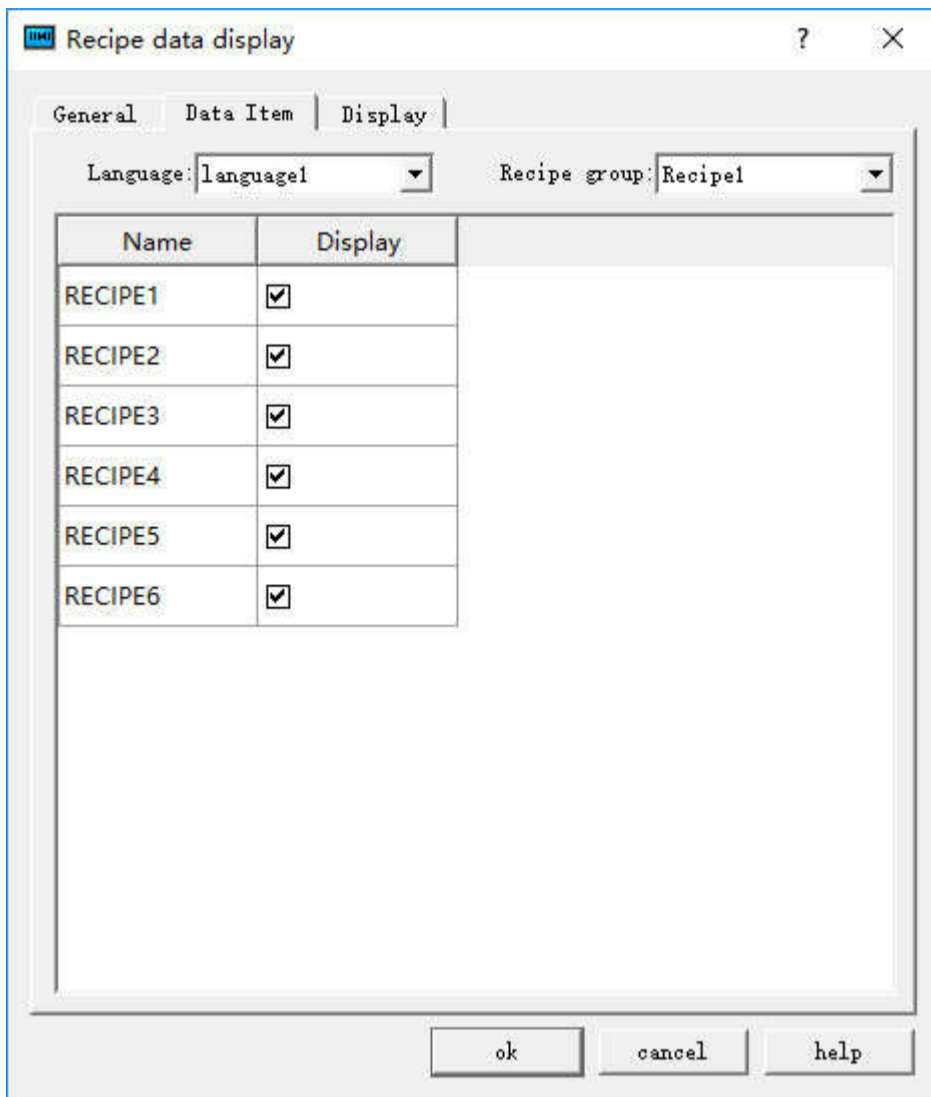 HMI Recipe data display ?
General Data Item Display
Language: language1 Recipe group: Recipe1
Name Display
RECIPE1
RECIPE2
RECIPE3
RECIPE4
RECIPE5
RECIPE6
ok cancel help